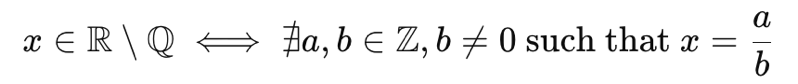 x ∈ ℝ \ ℚ ⟺ ∄a, b ∈ ℤ, b ≠ 0 such that x = a/b